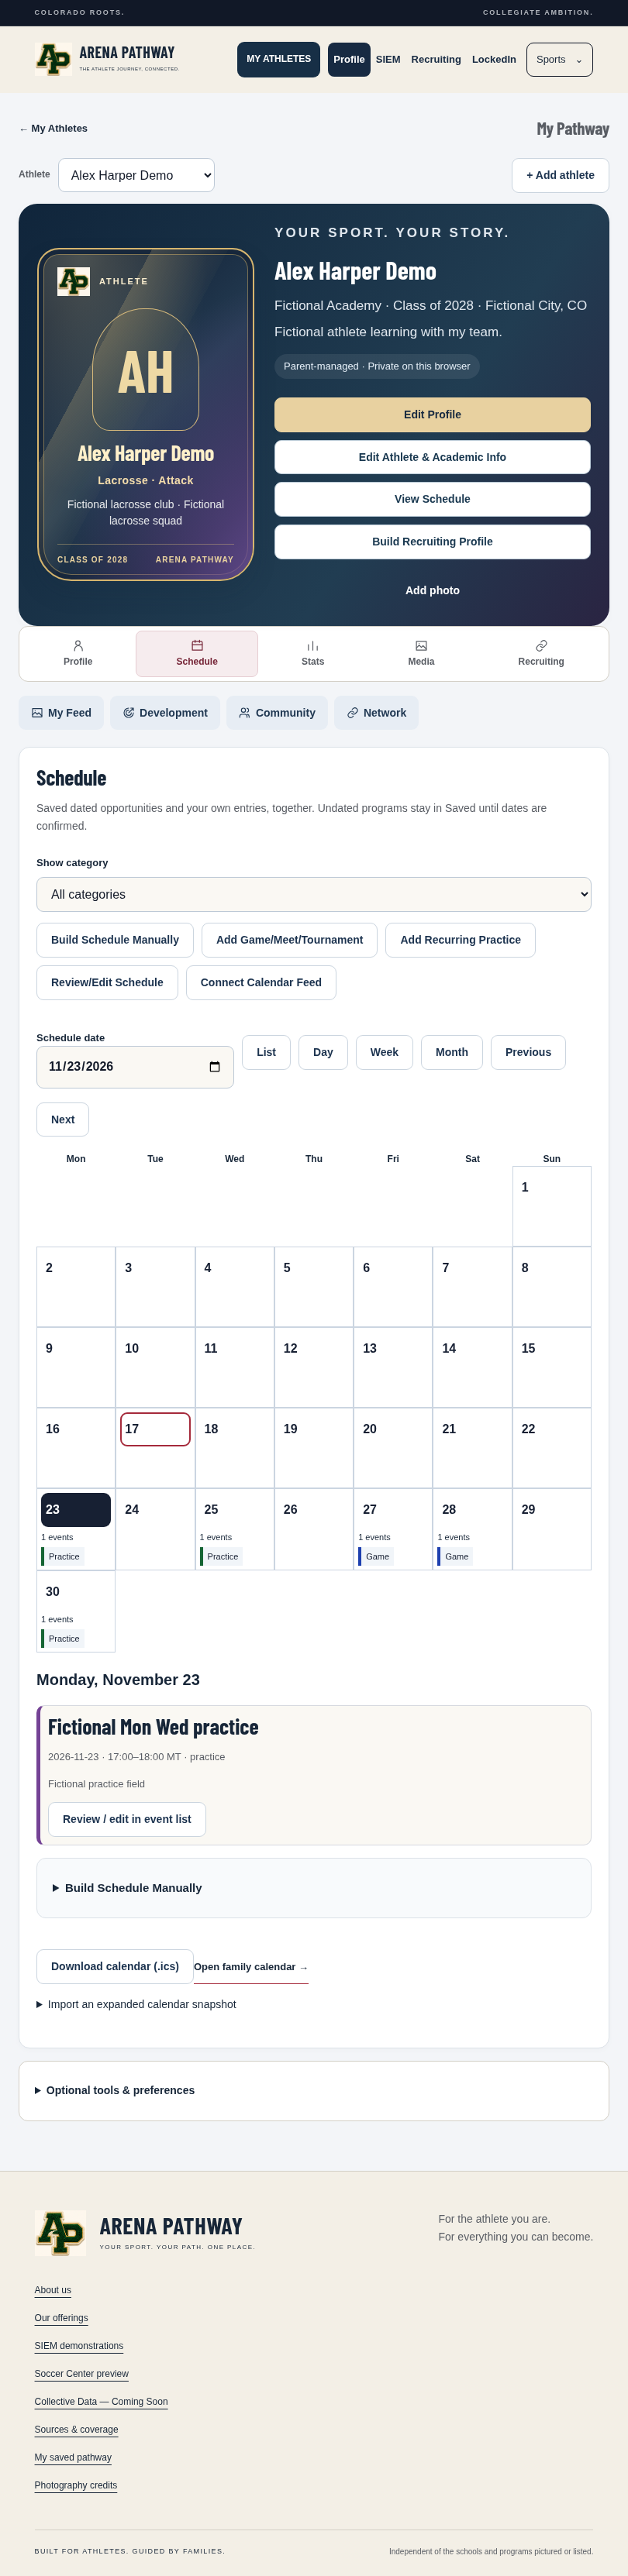 COLORADO ROOTS.
COLLEGIATE AMBITION.
AP
ARENA PATHWAY
THE ATHLETE JOURNEY, CONNECTED.
MY ATHLETES
Profile
SIEM
Recruiting
LockedIn
Sports
← My Athletes
My Pathway
Athlete
Alex Harper Demo
+ Add athlete
AP
ATHLETE
AH
Alex Harper Demo
Lacrosse · Attack
Fictional lacrosse club · Fictional
lacrosse squad
CLASS OF 2028
ARENA PATHWAY
YOUR SPORT. YOUR STORY.
Alex Harper Demo
Fictional Academy · Class of 2028 · Fictional City, CO
Fictional athlete learning with my team.
Parent-managed · Private on this browser
Edit Profile
Edit Athlete & Academic Info
View Schedule
Build Recruiting Profile
Add photo
Profile
Schedule
Stats
Media
Recruiting
My Feed
Development
Community
Network
Schedule
Saved dated opportunities and your own entries, together. Undated programs stay in Saved until dates are
confirmed.
Show category
All categories
Build Schedule Manually
Add Game/Meet/Tournament
Add Recurring Practice
Review/Edit Schedule
Connect Calendar Feed
Schedule date
11/23/2026
List
Day
Week
Month
Previous
Next
Mon
Tue
Wed
Thu
Fri
Sat
Sun
1
2
3
4
5
6
7
8
9
10
11
12
13
14
15
16
17
18
19
20
21
22
23
1 events
Practice
24
25
1 events
Practice
26
27
1 events
Game
28
1 events
Game
29
30
1 events
Practice
Monday, November 23
Fictional Mon Wed practice
2026-11-23 · 17:00–18:00 MT · practice
Fictional practice field
Review / edit in event list
Build Schedule Manually
Download calendar (.ics)
Open family calendar →
Import an expanded calendar snapshot
Optional tools & preferences
AP
ARENA PATHWAY
YOUR SPORT. YOUR PATH. ONE PLACE.
For the athlete you are.
For everything you can become.
About us
Our offerings
SIEM demonstrations
Soccer Center preview
Collective Data — Coming Soon
Sources & coverage
My saved pathway
Photography credits
BUILT FOR ATHLETES. GUIDED BY FAMILIES.
Independent of the schools and programs pictured or listed.